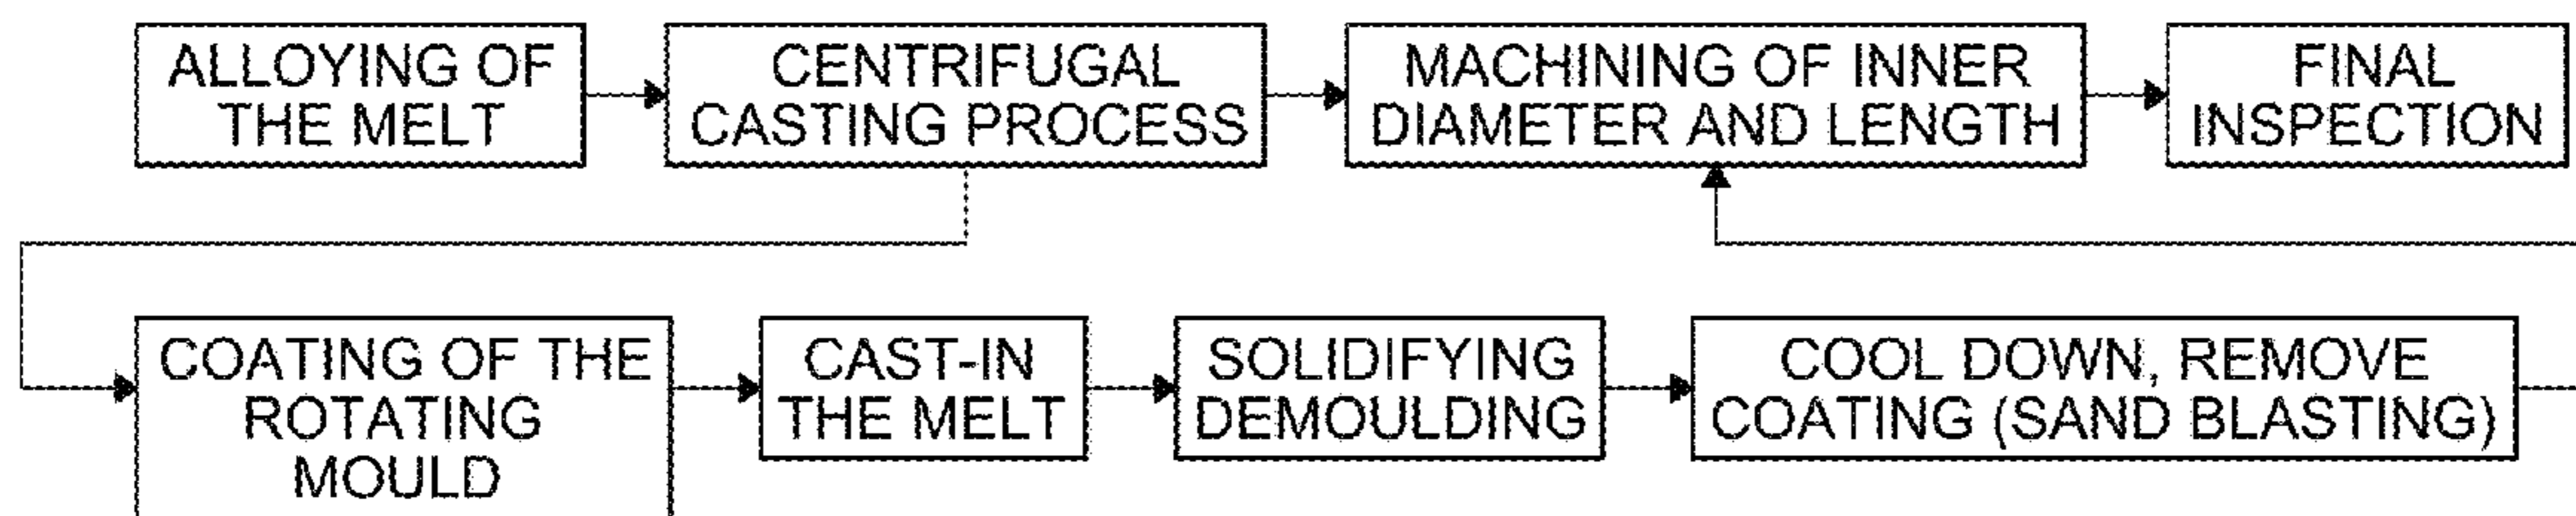 ALLOYING OF
THE MELT
CENTRIFUGAL
CASTING PROCESS
MACHINING OF INNER
DIAMETER AND LENGTH
FINAL
INSPECTION
COATING OF THE
ROTATING
MOULD
CAST-IN
THE MELT
SOLIDIFYING
DEMOULDING
COOL DOWN, REMOVE
COATING (SAND BLASTING)